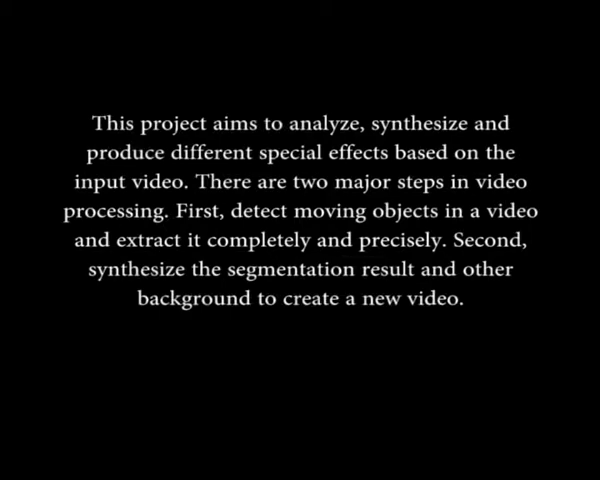 This project aims to analyze, synthesize and
produce different special effects based on the
input video. There are two major steps in video
processing. First, detect moving objects in a video
and extract it completely and precisely. Second,
synthesize the segmentation result and other
background to create a new video.